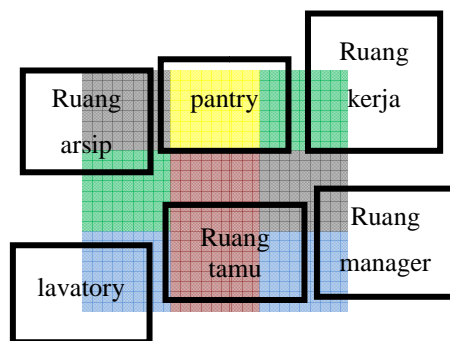 Ruang
arsip
pantry
Ruang
kerja
lavatory
Ruang
tamu
Ruang
manager